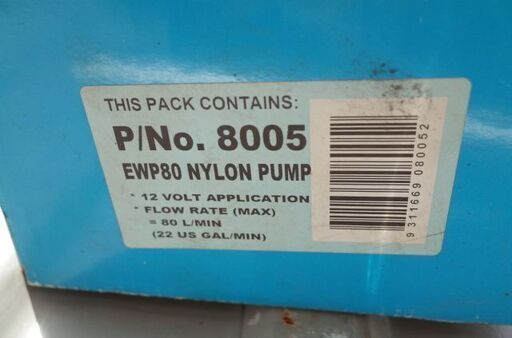 THIS PACK CONTAINS:
P/No. 8005
EWP80 NYLON PUMP
* 12 VOLT APPLICATION
* FLOW RATE (MAX)
= 80 L/MIN
(22 US GAL/MIN)
9 311669 080052